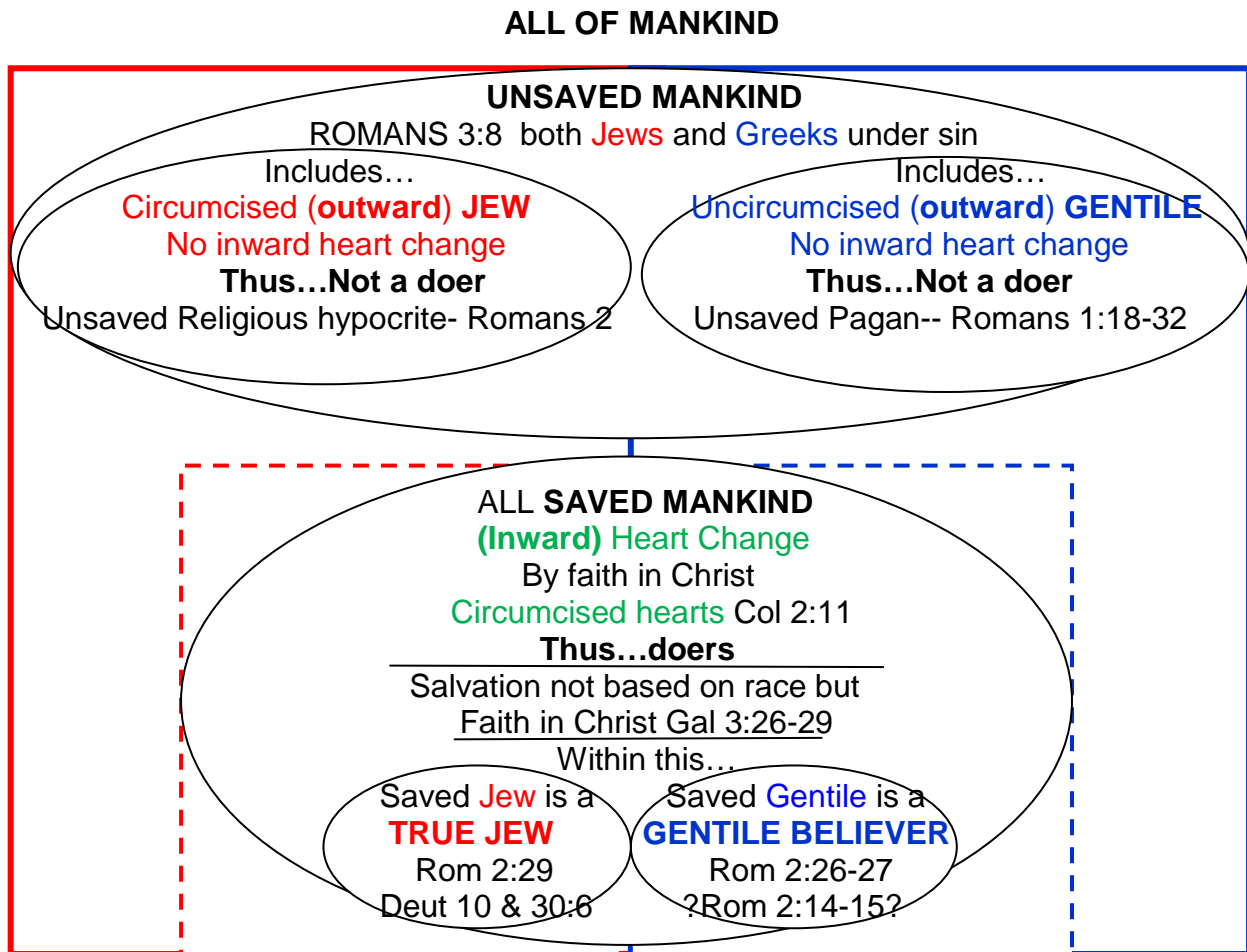 ALL OF MANKIND
UNSAVED MANKIND
ROMANS 3:8 both Jews and Greeks under sin
Includes…
Circumcised (outward) JEW
No inward heart change
Thus…Not a doer
Unsaved Religious hypocrite- Romans 2
Includes…
Uncircumcised (outward) GENTILE
No inward heart change
Thus…Not a doer
Unsaved Pagan-- Romans 1:18-32
ALL SAVED MANKIND
(Inward) Heart Change
By faith in Christ
Circumcised hearts Col 2:11
Thus…doers
Salvation not based on race but
Faith in Christ Gal 3:26-29
Within this…
Saved Jew is a
TRUE JEW
Rom 2:29
Deut 10 & 30:6
Saved Gentile is a
GENTILE BELIEVER
Rom 2:26-27
?Rom 2:14-15?